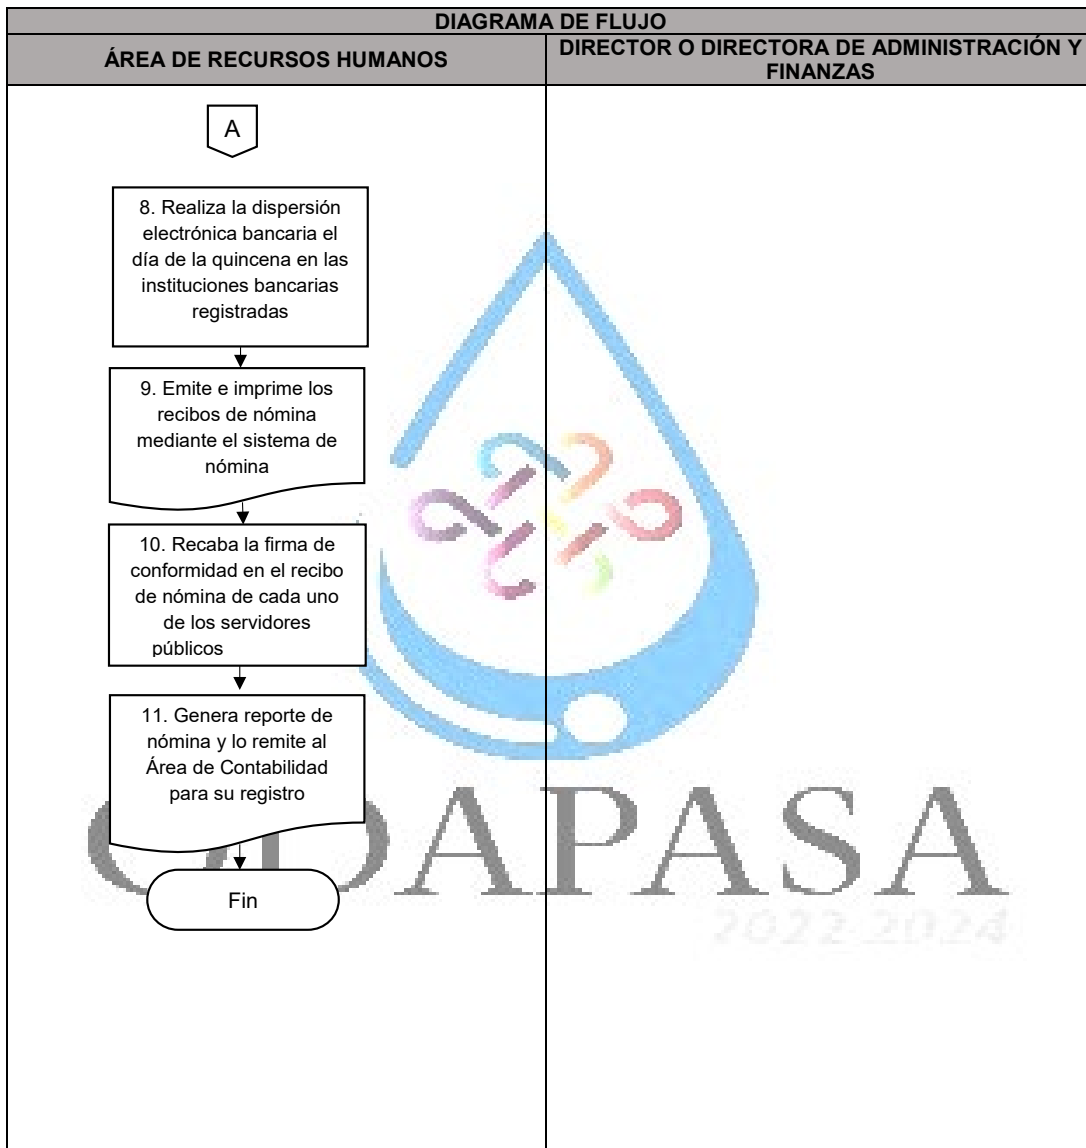 DIAGRAMA DE FLUJO
ÁREA DE RECURSOS HUMANOS
DIRECTOR O DIRECTORA DE ADMINISTRACIÓN Y
FINANZAS
A
8. Realiza la dispersión
electrónica bancaria el
día de la quincena en las
instituciones bancarias
registradas
9. Emite e imprime los
recibos de nómina
mediante el sistema de
nómina
10. Recaba la firma de
conformidad en el recibo
de nómina de cada uno
de los servidores
públicos
11. Genera reporte de
nómina y lo remite al
Área de Contabilidad
para su registro
Fin
2022-2024